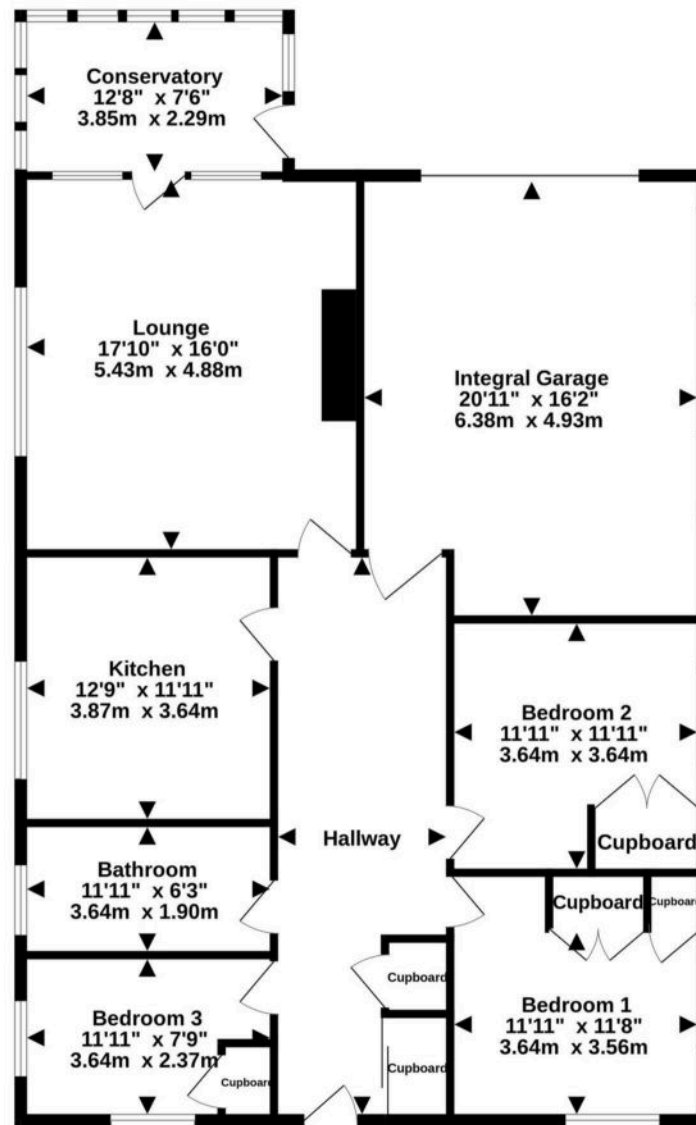 Conservatory
12'8" x 7'6"
3.85m x 2.29m
Lounge
17'10" x 16'0"
5.43m x 4.88m
Integral Garage
20'11" x 16'2"
6.38m x 4.93m
Kitchen
12'9" x 11'11"
3.87m x 3.64m
Bedroom 2
11'11" x 11'11"
3.64m x 3.64m
Cupboard
Hallway
Bathroom
11'11" x 6'3"
3.64m x 1.90m
Cupboard
Cupboard
Cupboard
Bedroom 3
11'11" x 7'9"
3.64m x 2.37m
Cupboard
Cupboard
Bedroom 1
11'11" x 11'8"
3.64m x 3.56m